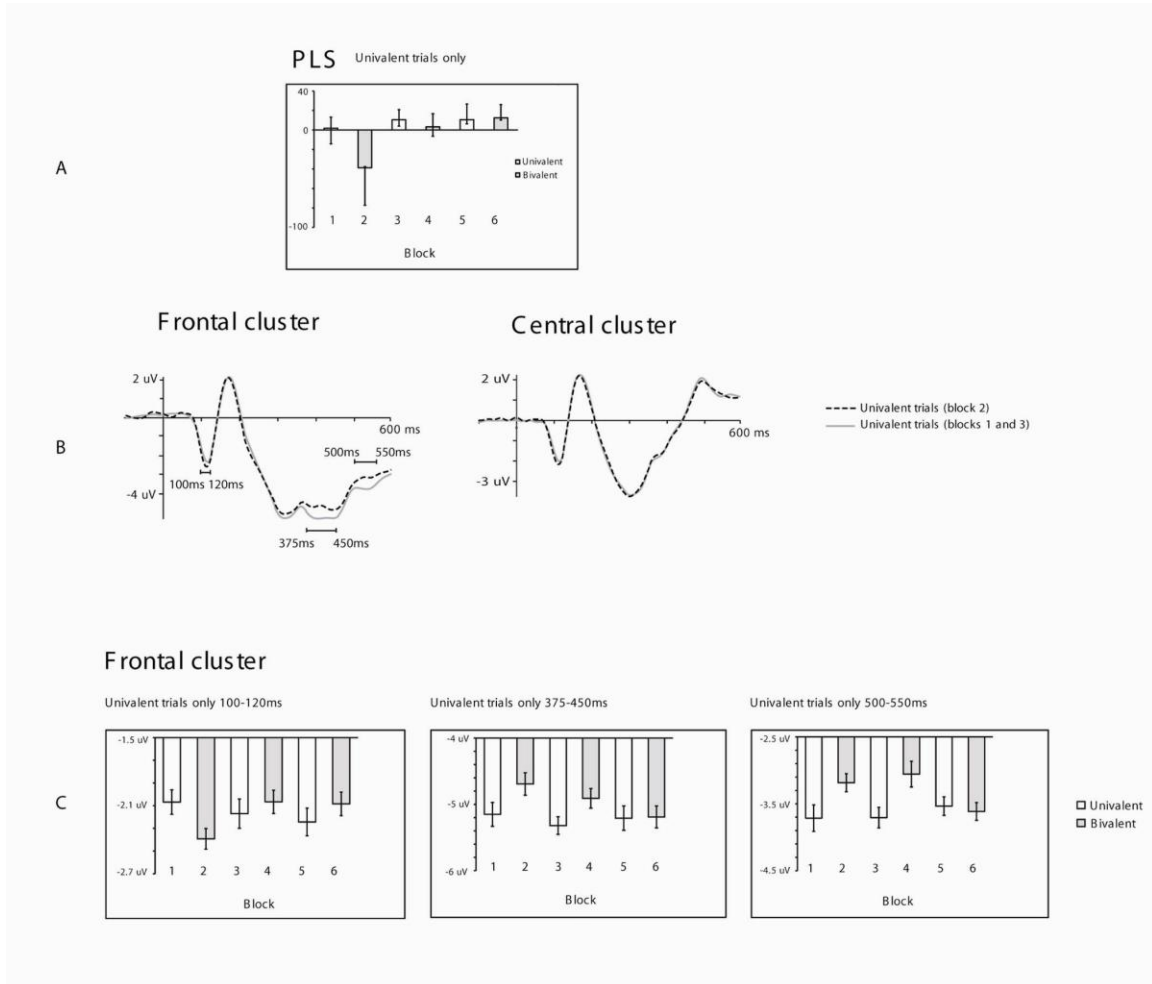 PLS Univalent trials only
40
0
-100
1 2 3 4 5 6
Block
Univalent
Bivalent
A
Frontal cluster
Central cluster
2 uV
-4 uV
600 ms
100ms 120ms
500ms 550ms
375ms 450ms
2 uV
-3 uV
600 ms
Univalent trials (block 2)
Univalent trials (blocks 1 and 3)
B
Frontal cluster
Univalent trials only 100-120ms
-1.5 uV
-2.1 uV
-2.7 uV
1 2 3 4 5 6
Block
Univalent trials only 375-450ms
-4 uV
-5 uV
-6 uV
1 2 3 4 5 6
Block
Univalent trials only 500-550ms
-2.5 uV
-3.5 uV
-4.5 uV
1 2 3 4 5 6
Block
Univalent
Bivalent
C